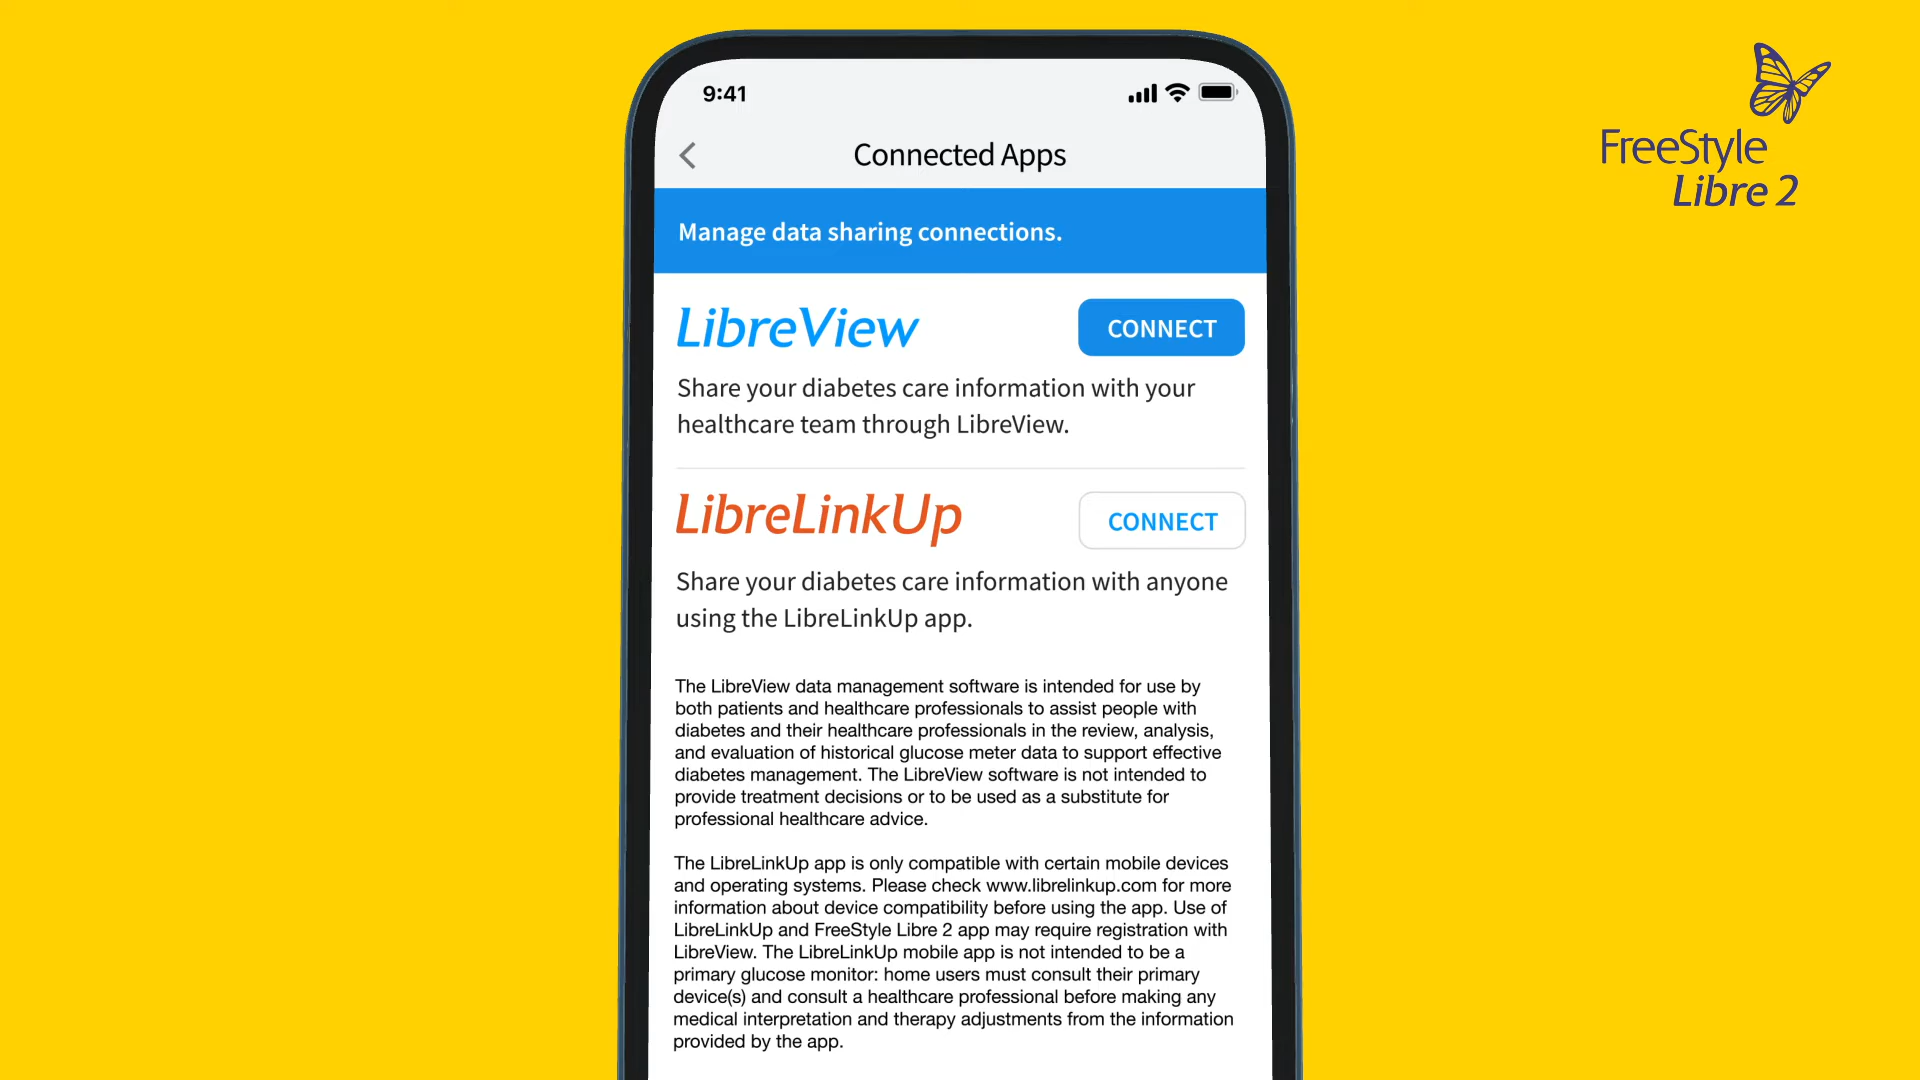 9:41
Connected Apps
FreeStyle
Libre 2
Manage data sharing connections.
LibreView
CONNECT
Share your diabetes care information with your
healthcare team through LibreView.
LibreLinkUp
CONNECT
Share your diabetes care information with anyone
using the LibreLinkUp app.
The LibreView data management software is intended for use by
both patients and healthcare professionals to assist people with
diabetes and their healthcare professionals in the review, analysis,
and evaluation of historical glucose meter data to support effective
diabetes management. The LibreView software is not intended to
provide treatment decisions or to be used as a substitute for
professional healthcare advice.
The LibreLinkUp app is only compatible with certain mobile devices
and operating systems. Please check www.librelinkup.com for more
information about device compatibility before using the app. Use of
LibreLinkUp and FreeStyle Libre 2 app may require registration with
LibreView. The LibreLinkUp mobile app is not intended to be a
primary glucose monitor: home users must consult their primary
device(s) and consult a healthcare professional before making any
medical interpretation and therapy adjustments from the information
provided by the app.